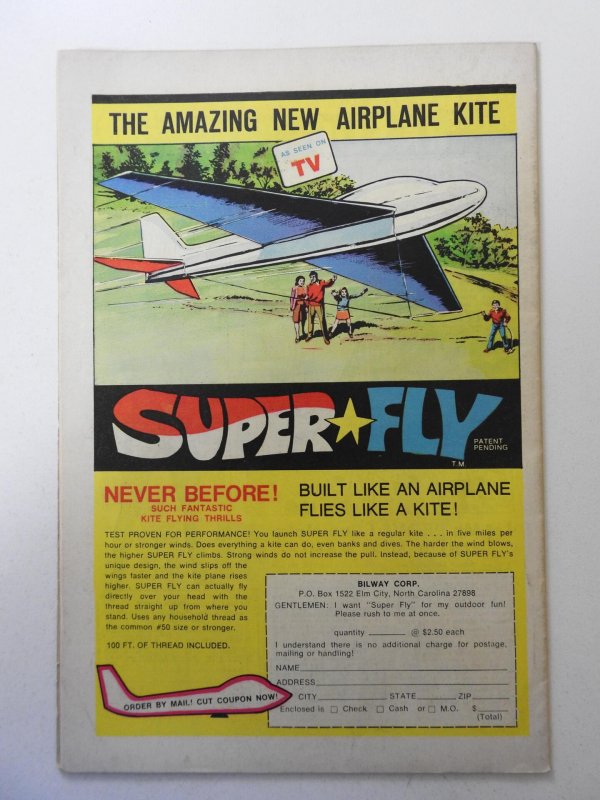 THE AMAZING NEW AIRPLANE KITE
AS SEEN ON
TV
SUPER FLY
PATENT
PENDING
T.M
NEVER BEFORE!
SUCH FANTASTIC
KITE FLYING THRILLS
BUILT LIKE AN AIRPLANE
FLIES LIKE A KITE!
TEST PROVEN FOR PERFORMANCE! You launch SUPER FLY like a regular kite . . . in five miles per
hour or stronger winds. Does everything a kite can do, even banks and dives. The harder the wind blows,
the higher SUPER FLY climbs. Strong winds do not increase the pull. Instead, because of SUPER FLY's
unique design, the wind slips off the
wings faster and the kite plane rises
higher. SUPER FLY can actually fly
directly over your head with the
thread straight up from where you
stand. Uses any household thread as
the common #50 size or stronger.
100 FT. OF THREAD INCLUDED.
ORDER BY MAIL! CUT COUPON NOW!
BILWAY CORP.
P.O. Box 1522 Elm City, North Carolina 27898
GENTLEMEN: I want "Super Fly" for my outdoor fun!
Please rush to me at once.
quantity ________ @ $2.50 each
I understand there is no additional charge for postage,
mailing or handling!
NAME
ADDRESS
CITY STATE ZIP
Enclosed is □ Check □ Cash or □ M.O. $
(Total)